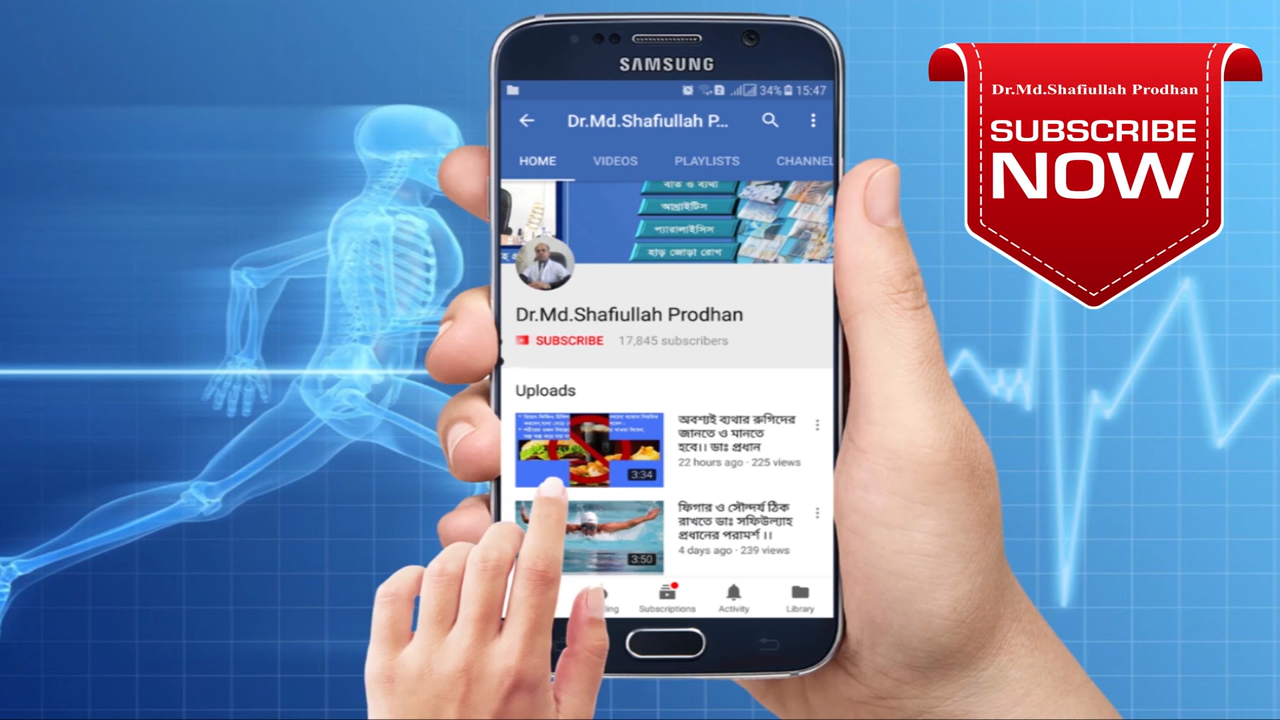 SAMSUNG
34% 15:47
Dr.Md.Shafiullah P...
HOME VIDEOS PLAYLISTS CHANNEL
বাত ও ব্যথা
আর্থ্রাইটিস
প্যারালাইসিস
হাড় জোড়া রোগ
Dr.Md.Shafiullah Prodhan
SUBSCRIBE 17,845 subscribers
Uploads
অবশ্যই ব্যথার রুগিদের
জানতে ও মানতে
হবে।। ডাঃ প্রধান
22 hours ago · 225 views
3:34
ফিগার ও সৌন্দর্য ঠিক
রাখতে ডাঃ সফিউল্যাহ
প্রধানের পরামর্শ ।।
4 days ago · 239 views
3:50
Subscriptions Activity Library
Dr.Md.Shafiullah Prodhan
SUBSCRIBE
NOW